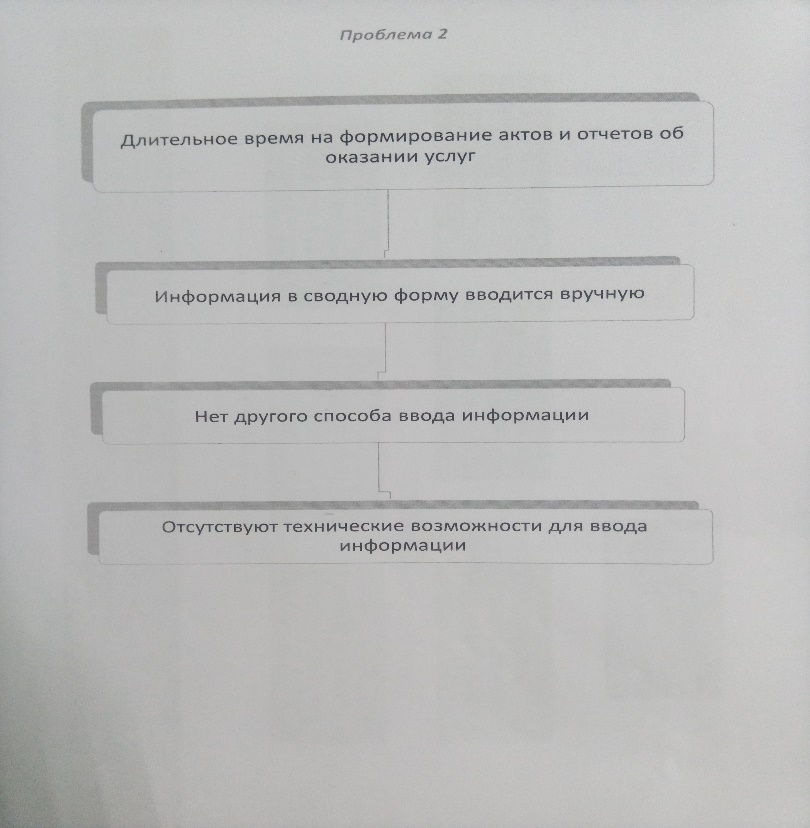 Проблема 2
Длительное время на формирование актов и отчетов об
оказании услуг
Информация в сводную форму вводится вручную
Нет другого способа ввода информации
Отсутствуют технические возможности для ввода
информации